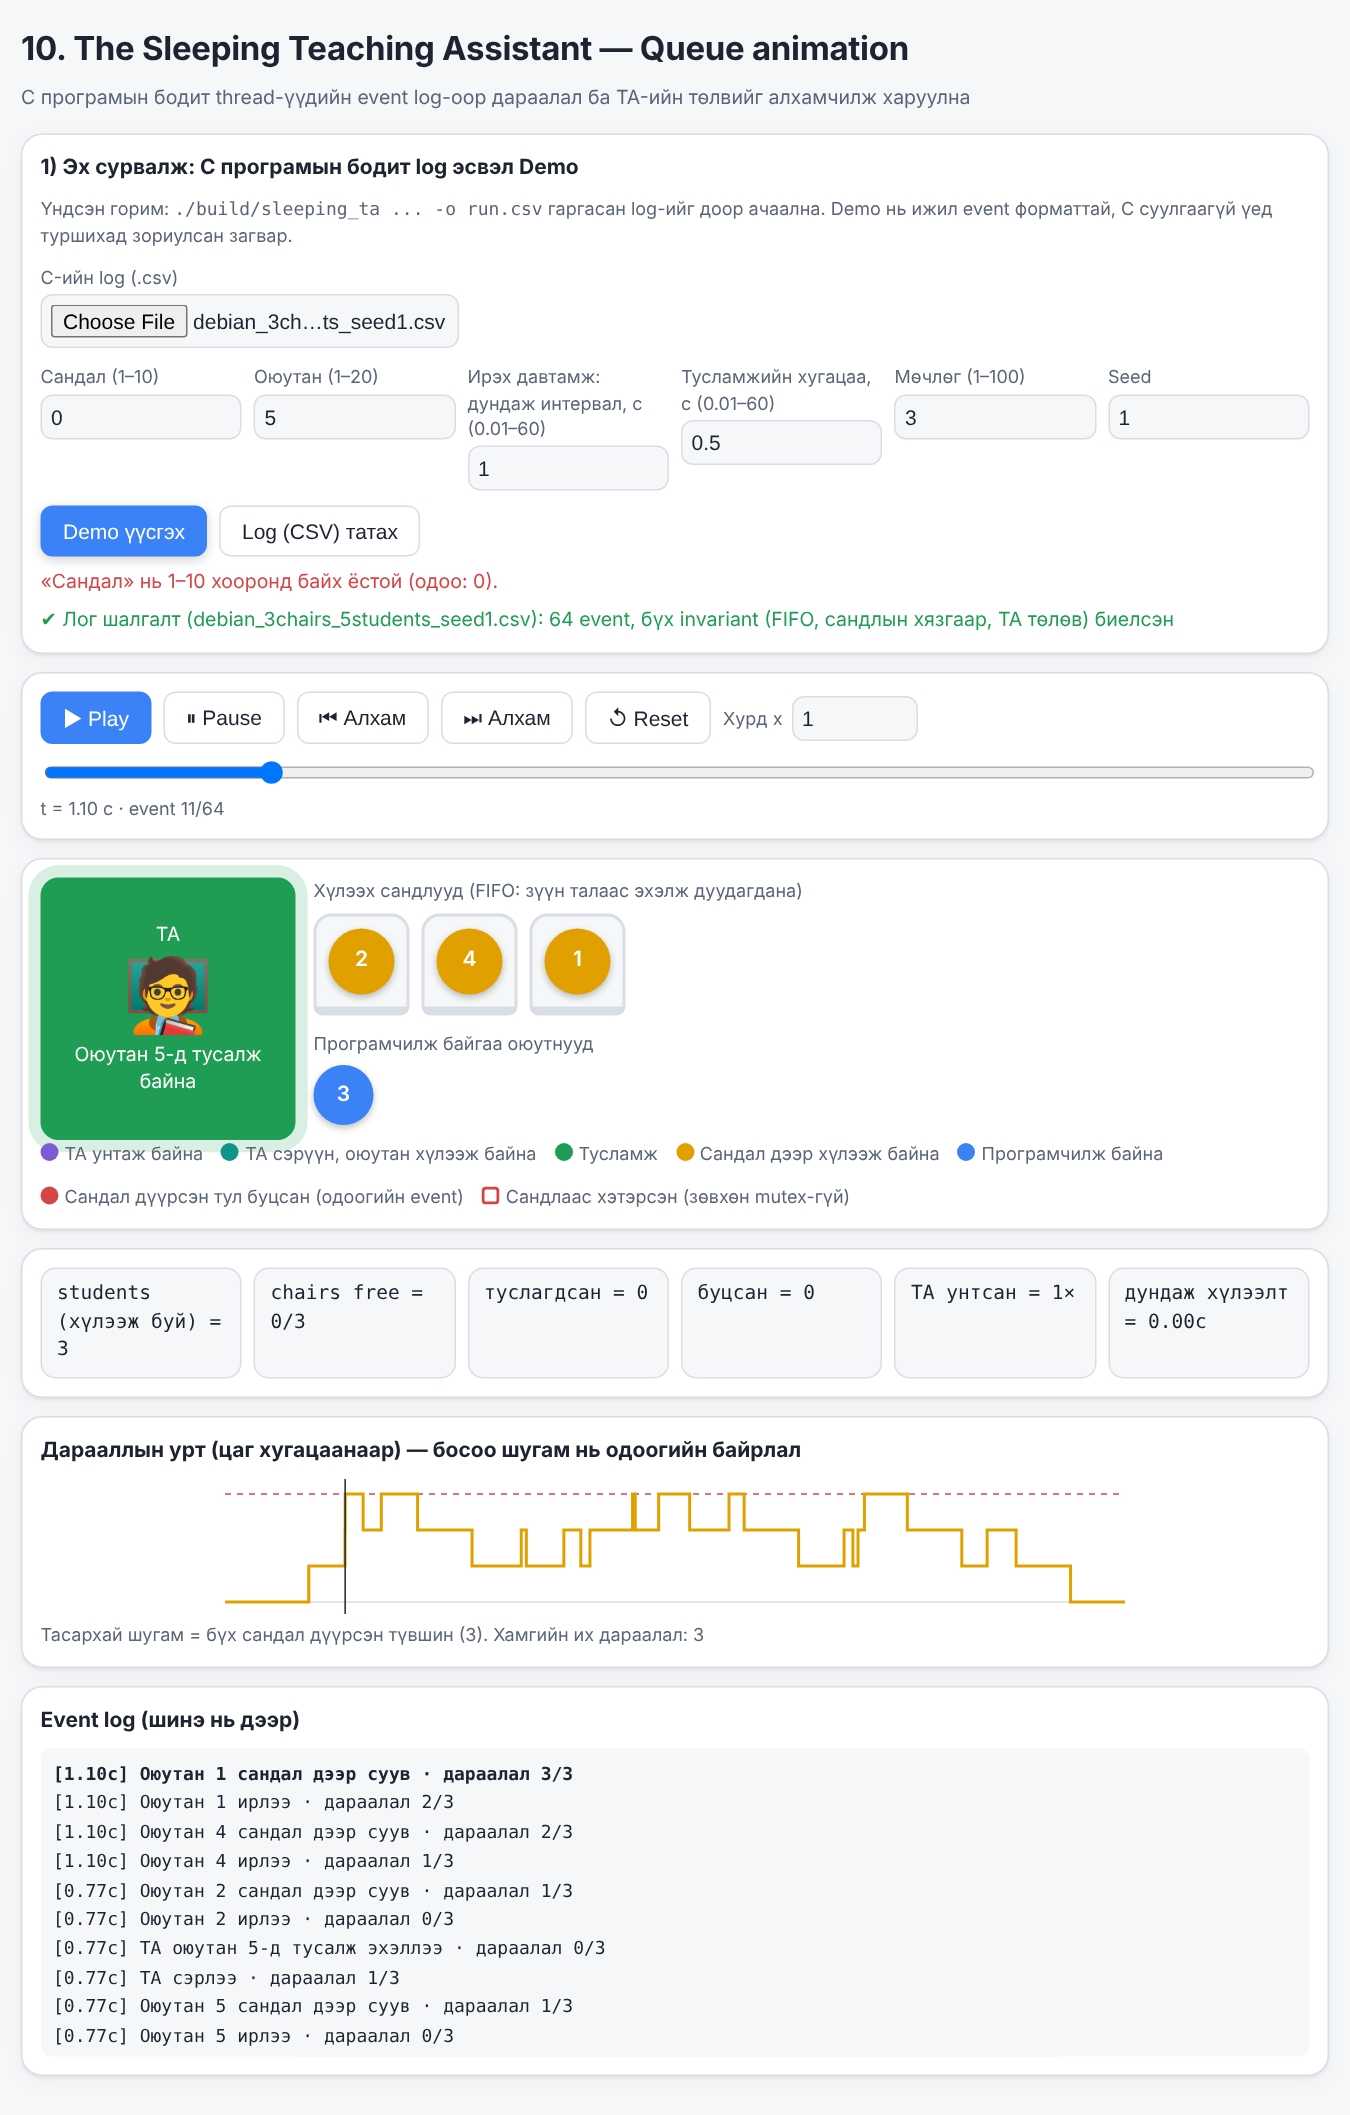 10. The Sleeping Teaching Assistant — Queue animation
C програмын бодит thread-үүдийн event log-оор дараалал ба TA-ийн төлвийг алхамчилж харуулна
1) Эх сурвалж: C програмын бодит log эсвэл Demo
Үндсэн горим: ./build/sleeping_ta ... -o run.csv гаргасан log-ийг доор ачаална. Demo нь ижил event форматтай, C суулгаагүй үед
туршихад зориулсан загвар.
C-ийн log (.csv)
Choose File debian_3ch…ts_seed1.csv
Сандал (1–10)
0
Оюутан (1–20)
5
Ирэх давтамж:
дундаж интервал, с
(0.01–60)
1
Тусламжийн хугацаа,
с (0.01–60)
0.5
Мөчлөг (1–100)
3
Seed
1
Demo үүсгэх
Log (CSV) татах
«Сандал» нь 1–10 хооронд байх ёстой (одоо: 0).
✔ Лог шалгалт (debian_3chairs_5students_seed1.csv): 64 event, бүх invariant (FIFO, сандлын хязгаар, TA төлөв) биелсэн
▶ Play
⏸ Pause
⏮ Алхам
⏭ Алхам
↺ Reset
Хурд x
1
t = 1.10 с · event 11/64
TA
Оюутан 5-д тусалж
байна
Хүлээх сандлууд (FIFO: зүүн талаас эхэлж дуудагдана)
2 4 1
Програмчилж байгаа оюутнууд
3
TA унтаж байна
TA сэрүүн, оюутан хүлээж байна
Тусламж
Сандал дээр хүлээж байна
Програмчилж байна
Сандал дүүрсэн тул буцсан (одоогийн event)
Сандлаас хэтэрсэн (зөвхөн mutex-гүй)
students
(хүлээж буй) =
3
chairs free =
0/3
туслагдсан = 0
буцсан = 0
TA унтсан = 1×
дундаж хүлээлт
= 0.00с
Дарааллын урт (цаг хугацаанаар) — босоо шугам нь одоогийн байрлал
Тасархай шугам = бүх сандал дүүрсэн түвшин (3). Хамгийн их дараалал: 3
Event log (шинэ нь дээр)
[1.10с] Оюутан 1 сандал дээр суув · дараалал 3/3
[1.10с] Оюутан 1 ирлээ · дараалал 2/3
[1.10с] Оюутан 4 сандал дээр суув · дараалал 2/3
[1.10с] Оюутан 4 ирлээ · дараалал 1/3
[0.77с] Оюутан 2 сандал дээр суув · дараалал 1/3
[0.77с] Оюутан 2 ирлээ · дараалал 0/3
[0.77с] TA оюутан 5-д тусалж эхэллээ · дараалал 0/3
[0.77с] TA сэрлээ · дараалал 1/3
[0.77с] Оюутан 5 сандал дээр суув · дараалал 1/3
[0.77с] Оюутан 5 ирлээ · дараалал 0/3